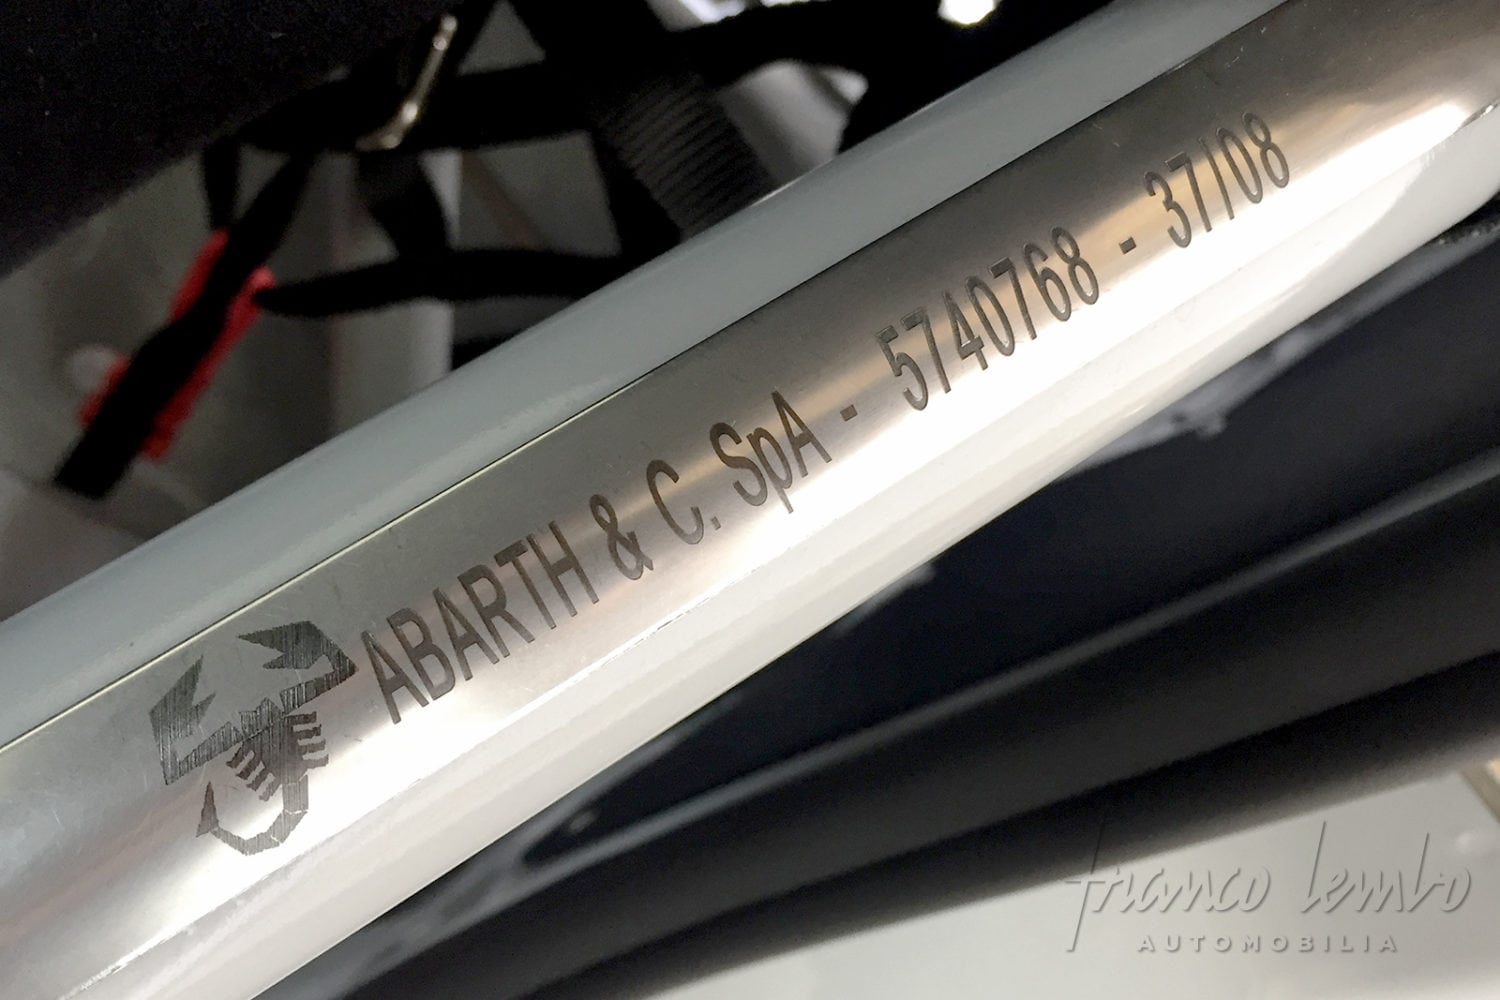 ABARTH & C. SpA - 5740768 - 37/08
franco lembo
AUTOMOBILIA